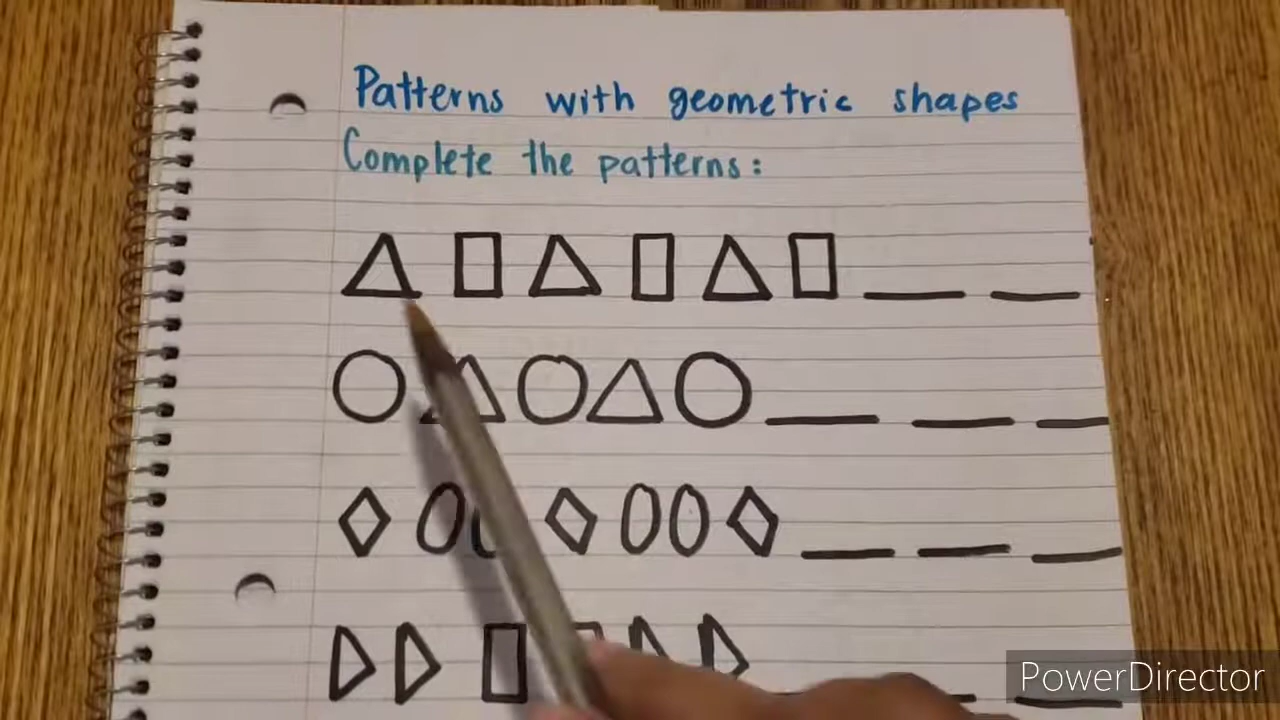 Patterns with geometric shapes
Complete the patterns:
PowerDirector